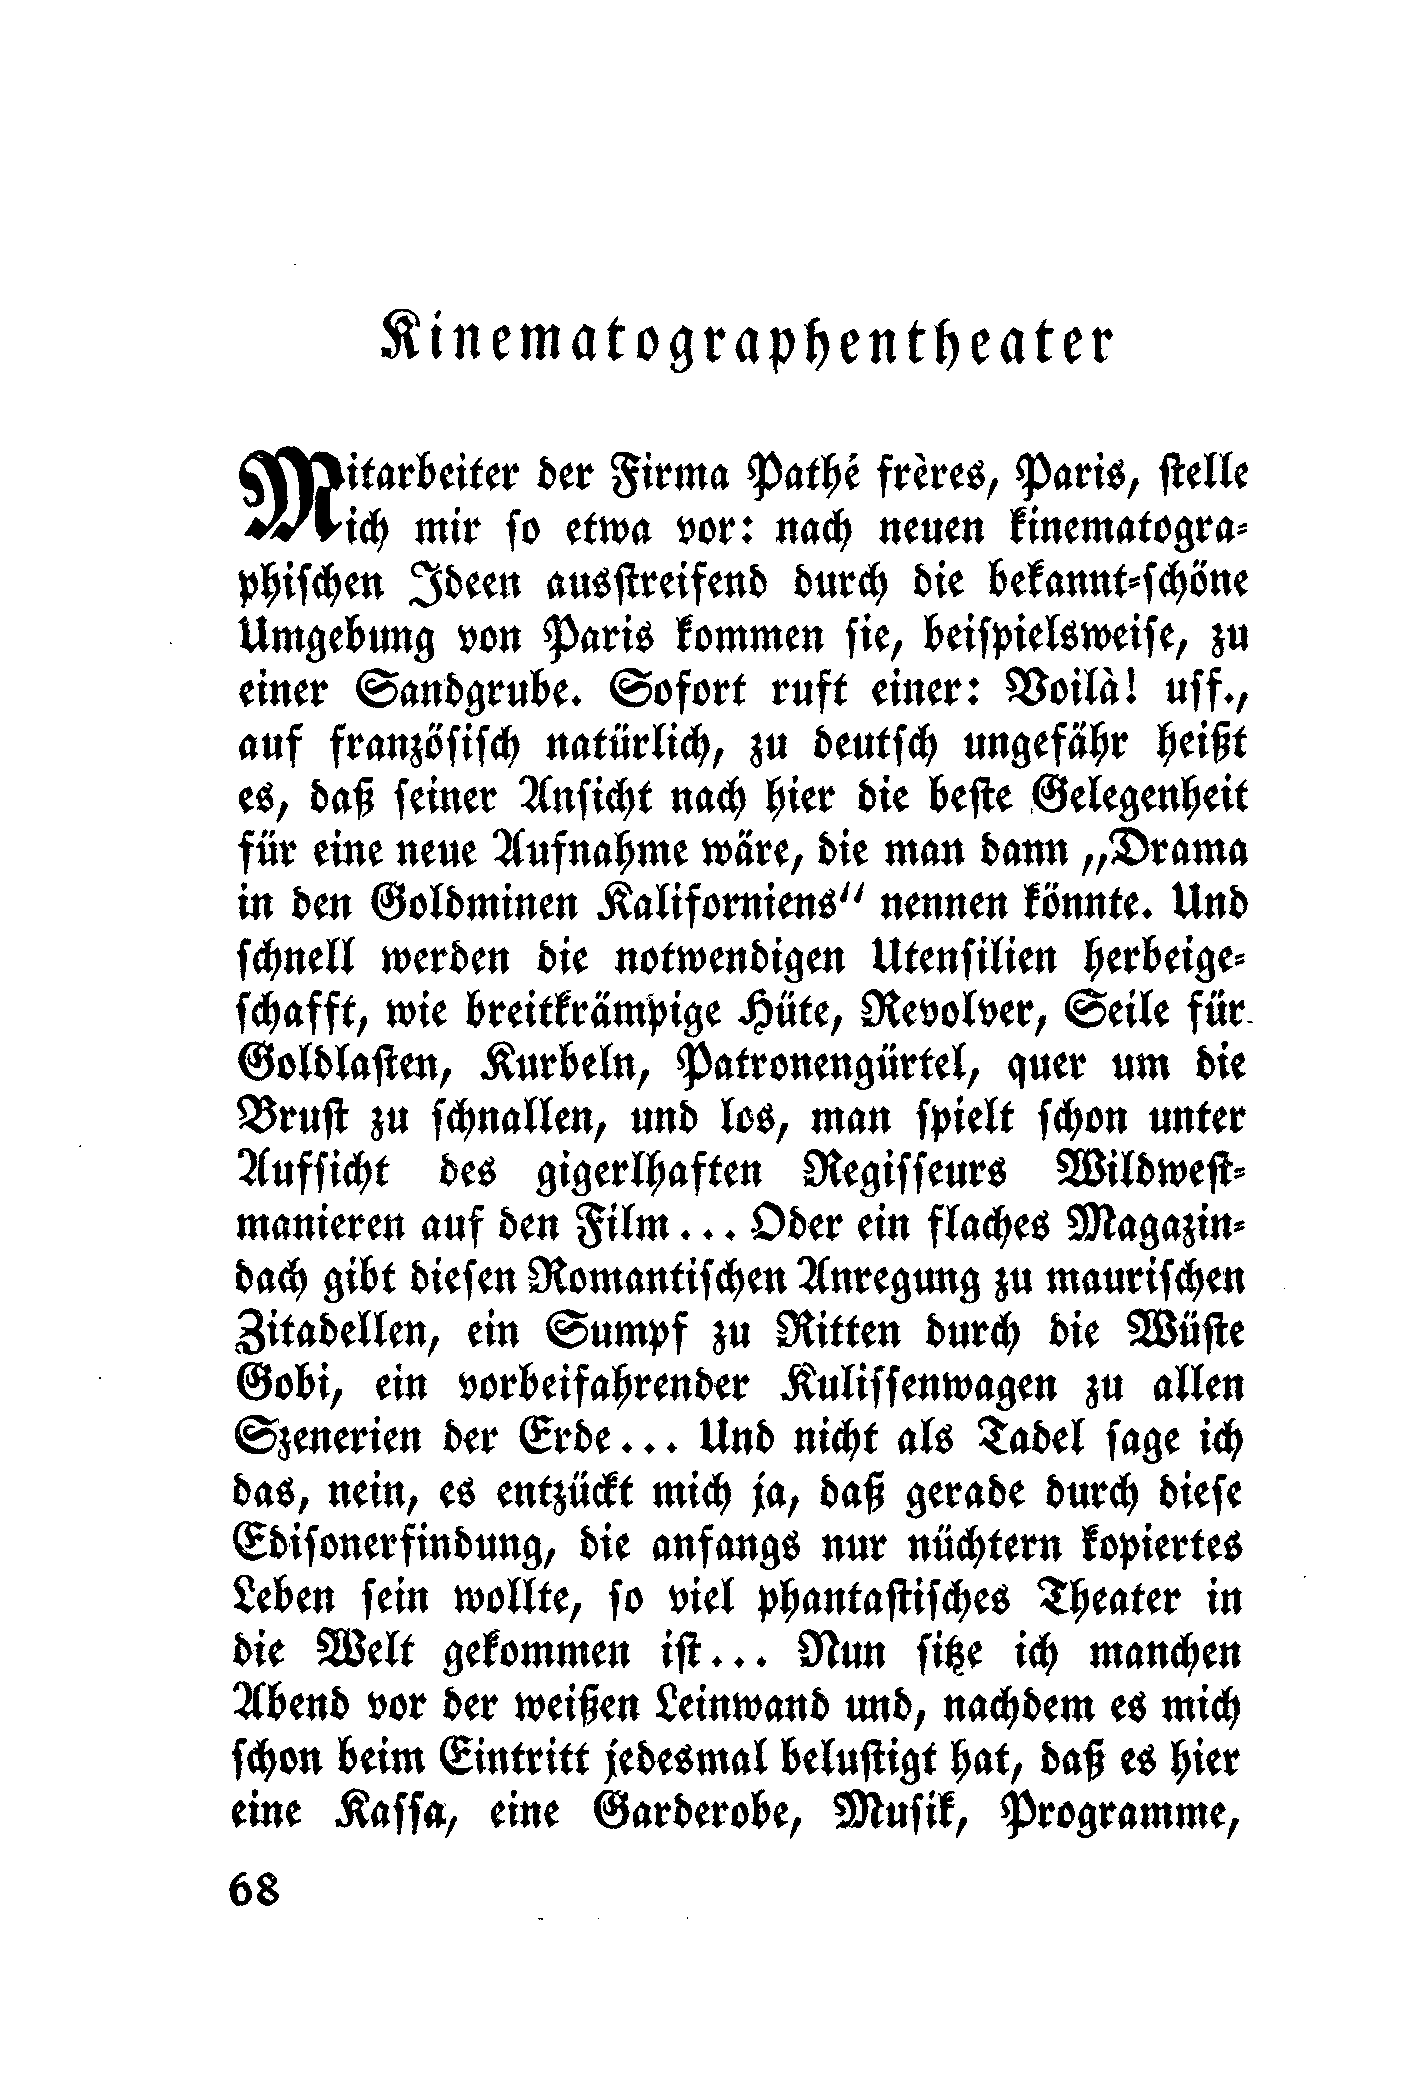 Kinematographentheater
Mitarbeiter der Firma Pathé frères, Paris, stelle
ich mir so etwa vor: nach neuen kinematogra-
phischen Ideen ausstreifend durch die bekannt-schöne
Umgebung von Paris kommen sie, beispielsweise, zu
einer Sandgrube. Sofort ruft einer: Voilà! uff.,
auf französisch natürlich, zu deutsch ungefähr heißt
es, daß seiner Ansicht nach hier die beste Gelegenheit
für eine neue Aufnahme wäre, die man dann „Drama
in den Goldminen Kaliforniens“ nennen könnte. Und
schnell werden die notwendigen Utensilien herbeige-
schafft, wie breitkrämpige Hüte, Revolver, Seile für
Goldlasten, Kurbeln, Patronengürtel, quer um die
Brust zu schnallen, und los, man spielt schon unter
Aufsicht des gigerlhaften Regisseurs Wildwest-
manieren auf den Film... Oder ein flaches Magazin-
dach gibt diesen Romantischen Anregung zu maurischen
Zitadellen, ein Sumpf zu Ritten durch die Wüste
Gobi, ein vorbeifahrender Kulissenwagen zu allen
Szenerien der Erde... Und nicht als Tadel sage ich
das, nein, es entzückt mich ja, daß gerade durch diese
Edisonerfindung, die anfangs nur nüchtern kopiertes
Leben sein wollte, so viel phantastisches Theater in
die Welt gekommen ist... Nun sitze ich manchen
Abend vor der weißen Leinwand und, nachdem es mich
schon beim Eintritt jedesmal belustigt hat, daß es hier
eine Kassa, eine Garderobe, Musik, Programme,
68